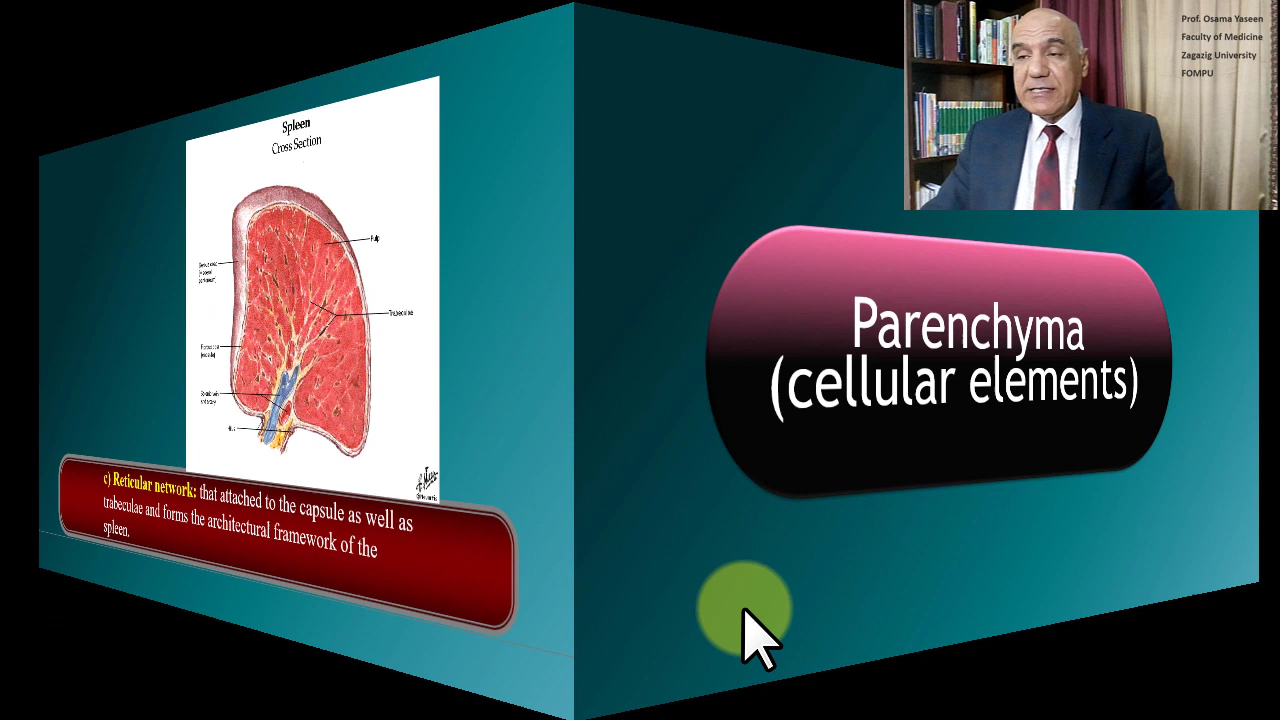 Prof. Osama Yaseen
Faculty of Medicine
Zagazig University
FOMPU
Spleen
Cross Section
Pulp
Trabeculae
c) Reticular network: that attached to the capsule as well as
trabeculae and forms the architectural framework of the
spleen.
Parenchyma
(cellular elements)